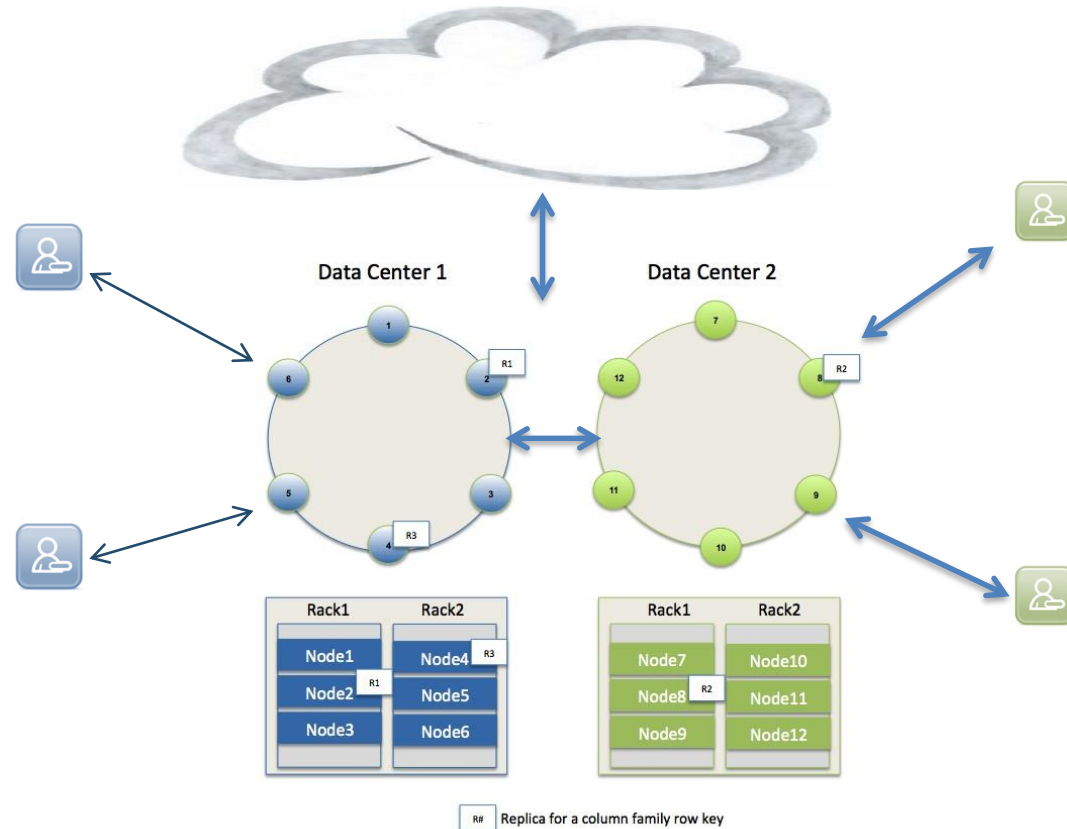 Data Center 1
Data Center 2
1
2
R1
3
4
R3
5
6
7
8
R2
9
10
11
12
Rack1
Rack2
Node1
Node2
R1
Node3
Node4
R3
Node5
Node6
Rack1
Rack2
Node7
Node8
R2
Node9
Node10
Node11
Node12
R# Replica for a column family row key